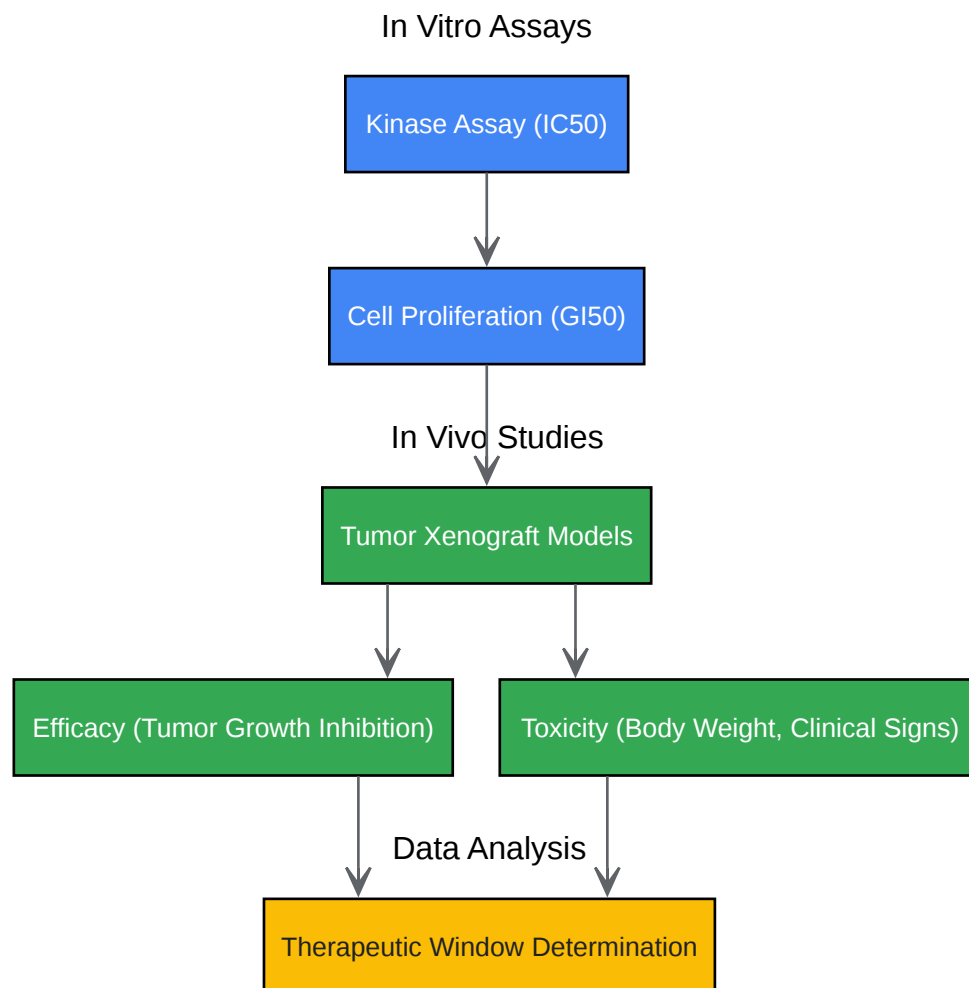 In Vitro Assays
Kinase Assay (IC50)
Cell Proliferation (GI50)
In Vivo Studies
Tumor Xenograft Models
Efficacy (Tumor Growth Inhibition)
Toxicity (Body Weight, Clinical Signs)
Data Analysis
Therapeutic Window Determination